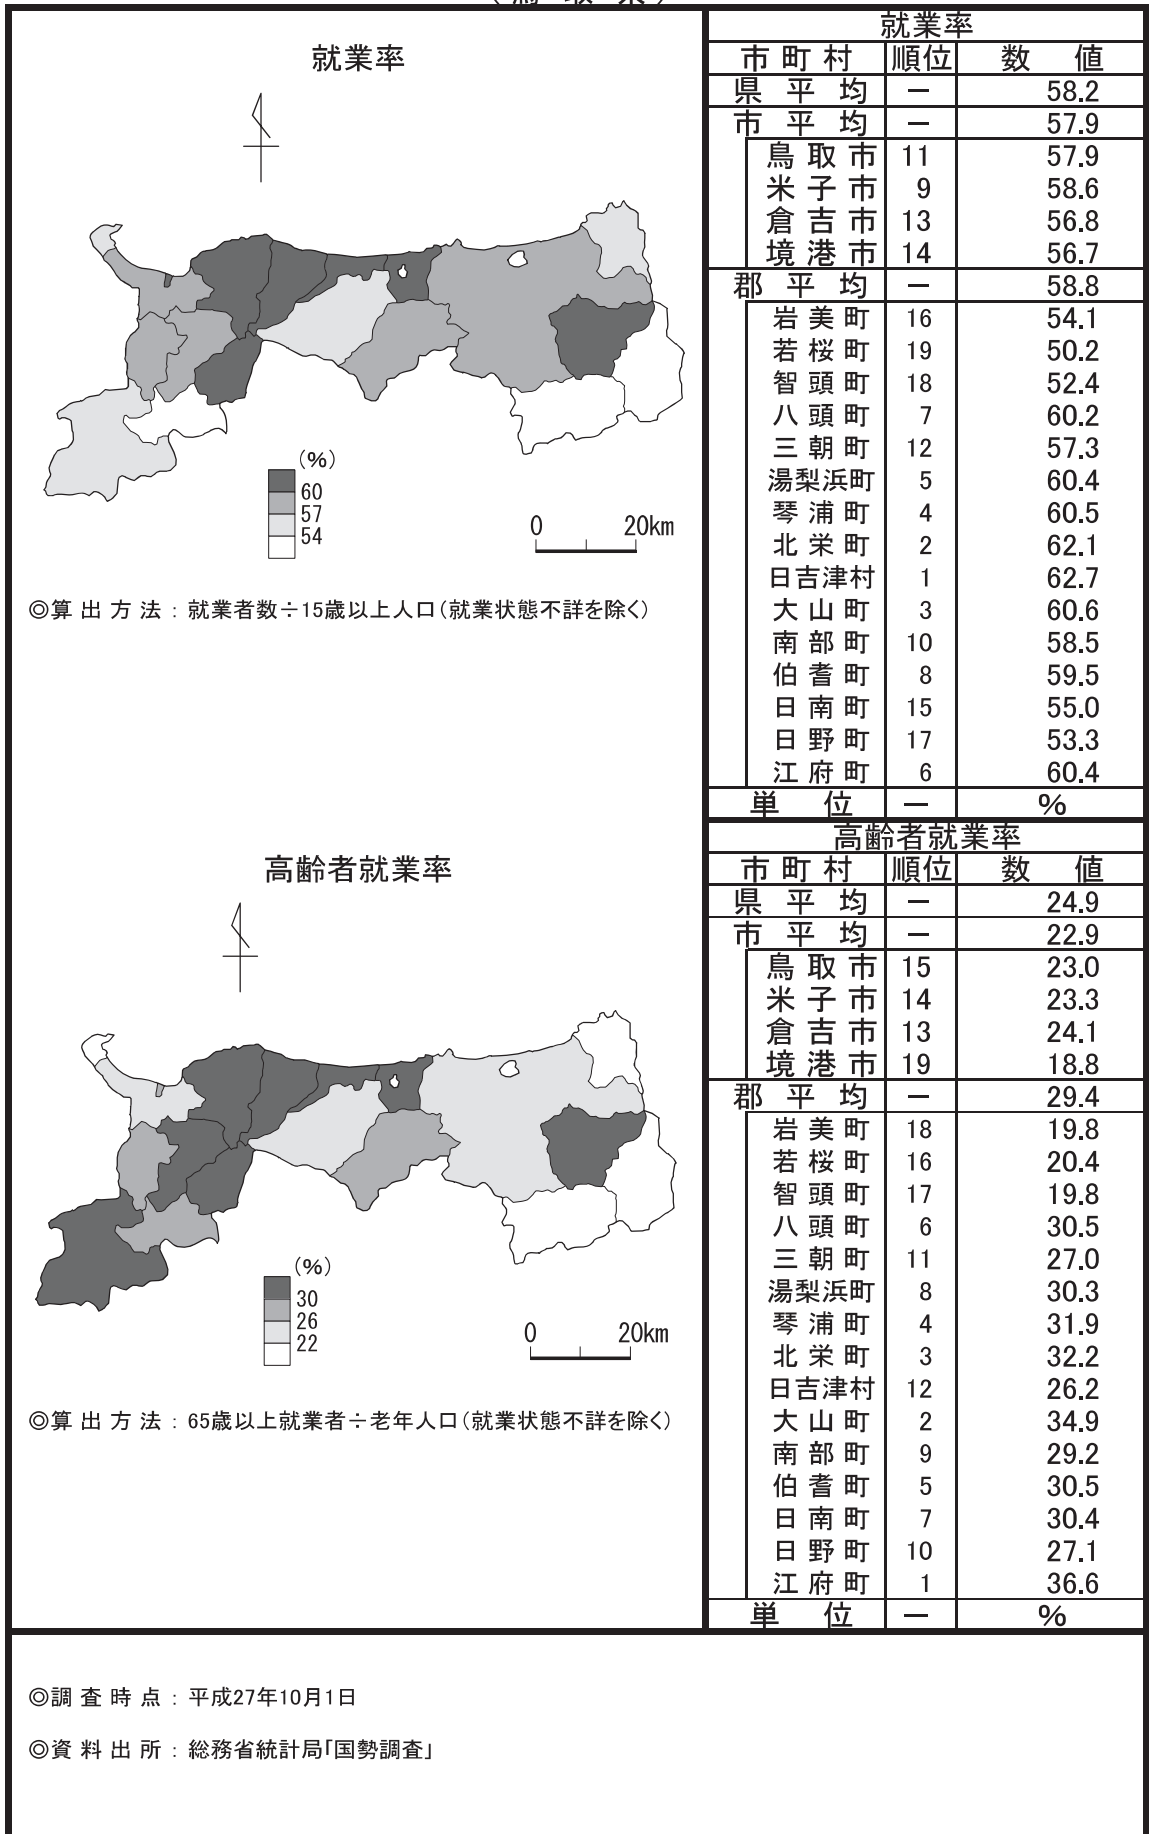 就業率
(%)
60
57
54
0 20km
◎算出方法：就業者数÷15歳以上人口(就業状態不詳を除く)
就業率
市町村 順位 数値
県平均 － 58.2
市平均 － 57.9
鳥取市 11 57.9
米子市 9 58.6
倉吉市 13 56.8
境港市 14 56.7
郡平均 － 58.8
岩美町 16 54.1
若桜町 19 50.2
智頭町 18 52.4
八頭町 7 60.2
三朝町 12 57.3
湯梨浜町 5 60.4
琴浦町 4 60.5
北栄町 2 62.1
日吉津村 1 62.7
大山町 3 60.6
南部町 10 58.5
伯耆町 8 59.5
日南町 15 55.0
日野町 17 53.3
江府町 6 60.4
単位 － %
高齢者就業率
(%)
30
26
22
0 20km
◎算出方法：65歳以上就業者÷老年人口(就業状態不詳を除く)
高齢者就業率
市町村 順位 数値
県平均 － 24.9
市平均 － 22.9
鳥取市 15 23.0
米子市 14 23.3
倉吉市 13 24.1
境港市 19 18.8
郡平均 － 29.4
岩美町 18 19.8
若桜町 16 20.4
智頭町 17 19.8
八頭町 6 30.5
三朝町 11 27.0
湯梨浜町 8 30.3
琴浦町 4 31.9
北栄町 3 32.2
日吉津村 12 26.2
大山町 2 34.9
南部町 9 29.2
伯耆町 5 30.5
日南町 7 30.4
日野町 10 27.1
江府町 1 36.6
単位 － %
◎調査時点：平成27年10月1日
◎資料出所：総務省統計局「国勢調査」